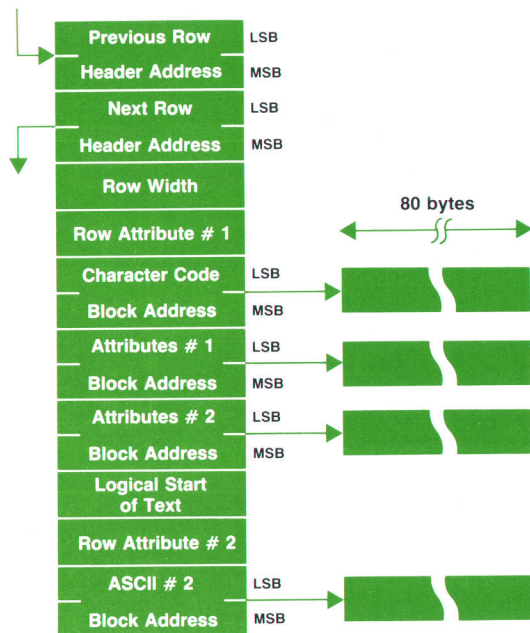 Previous Row LSB
Header Address MSB
Next Row LSB
Header Address MSB
Row Width
80 bytes
Row Attribute # 1
Character Code LSB
Block Address MSB
Attributes # 1 LSB
Block Address MSB
Attributes # 2 LSB
Block Address MSB
Logical Start
of Text
Row Attribute # 2
ASCII # 2 LSB
Block Address MSB